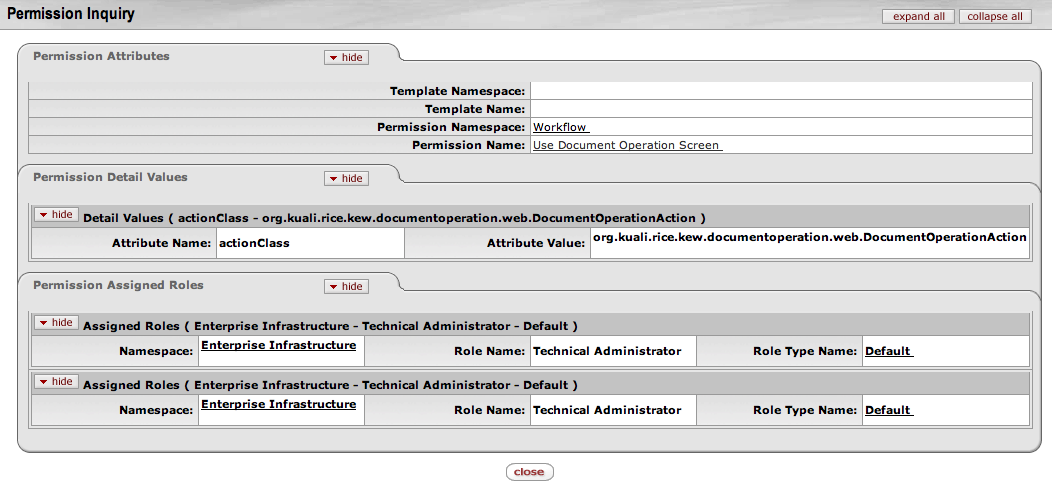 Permission Inquiry
expand all collapse all
Permission Attributes hide
Template Namespace:
Template Name:
Permission Namespace: Workflow
Permission Name: Use Document Operation Screen
Permission Detail Values hide
hide Detail Values ( actionClass - org.kuali.rice.kew.documentoperation.web.DocumentOperationAction )
Attribute Name: actionClass Attribute Value: org.kuali.rice.kew.documentoperation.web.DocumentOperationAction
Permission Assigned Roles hide
hide Assigned Roles ( Enterprise Infrastructure - Technical Administrator - Default )
Namespace: Enterprise Infrastructure Role Name: Technical Administrator Role Type Name: Default
hide Assigned Roles ( Enterprise Infrastructure - Technical Administrator - Default )
Namespace: Enterprise Infrastructure Role Name: Technical Administrator Role Type Name: Default
close